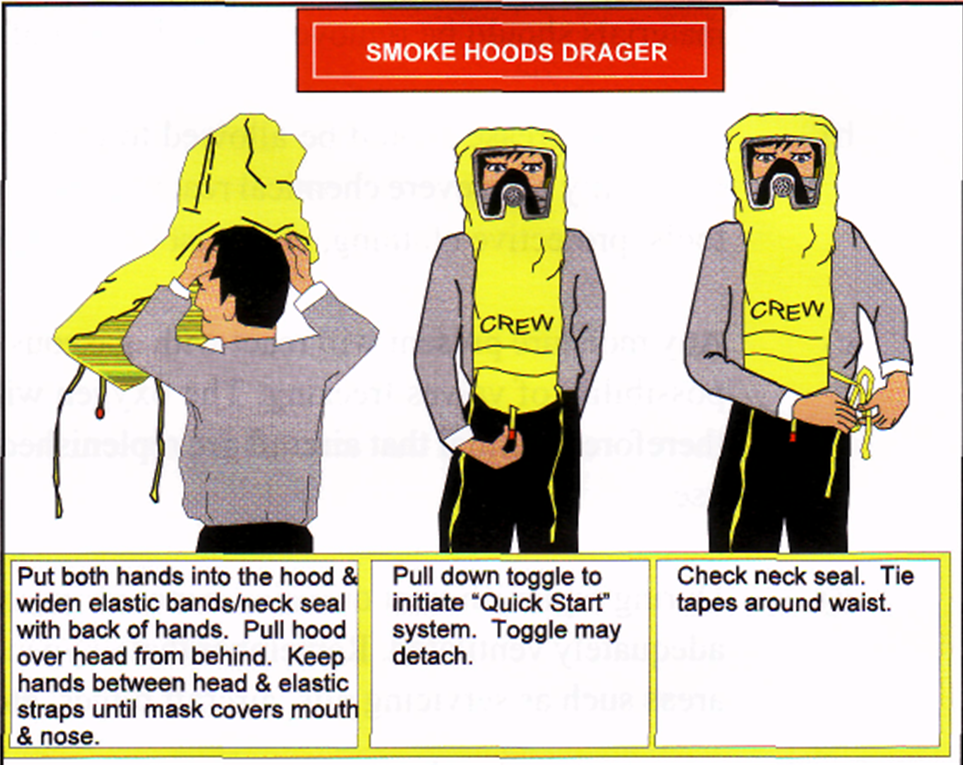 SMOKE HOODS DRAGER
CREW
CREW
Put both hands into the hood &
widen elastic bands/neck seal
with back of hands. Pull hood
over head from behind. Keep
hands between head & elastic
straps until mask covers mouth
& nose.
Pull down toggle to
initiate “Quick Start”
system. Toggle may
detach.
Check neck seal. Tie
tapes around waist.